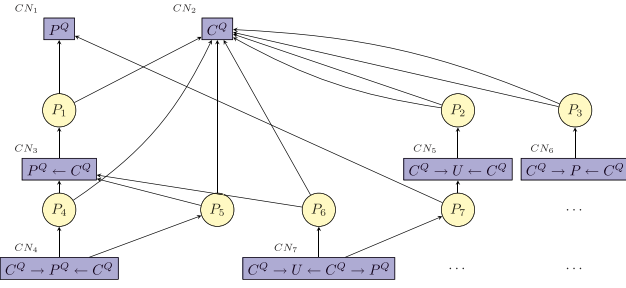 CN₁ CN₂
P^Q C^Q
P₁ P₂ P₃
CN₃ CN₅ CN₆
P^Q ← C^Q C^Q → U ← C^Q C^Q → P ← C^Q
P₄ P₅ P₆ P₇ ...
CN₄ CN₇
C^Q → P^Q ← C^Q C^Q → U ← C^Q → P^Q ... ...